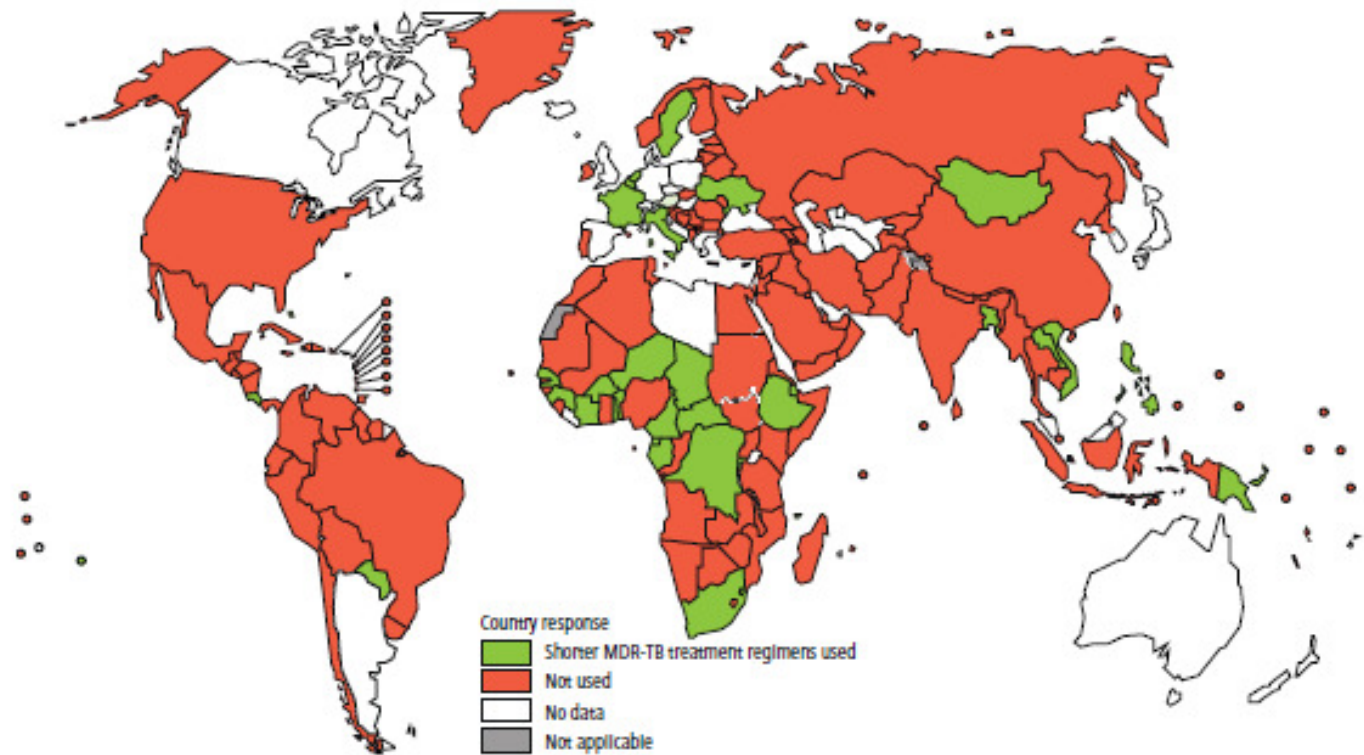 Country response
Shorter MDR-TB treatment regimens used
Not used
No data
Not applicable